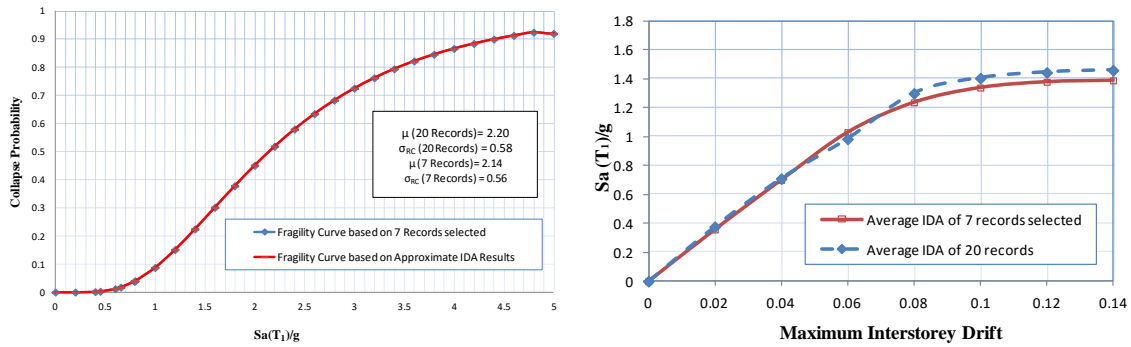 1
0.9
0.8
0.7
0.6
0.5
0.4
0.3
0.2
0.1
0
Collapse Probability
μ (20 Records)= 2.20
σRC (20 Records) = 0.58
μ (7 Records)= 2.14
σRC (7 Records) = 0.56
Fragility Curve based on 7 Records selected
Fragility Curve based on Approximate IDA Results
0 0.5 1 1.5 2 2.5 3 3.5 4 4.5 5
Sa(T1)/g
1.8
1.6
1.4
1.2
1
0.8
0.6
0.4
0.2
0
Sa (T1)/g
Average IDA of 7 records selected
Average IDA of 20 records
0 0.02 0.04 0.06 0.08 0.1 0.12 0.14
Maximum Interstorey Drift